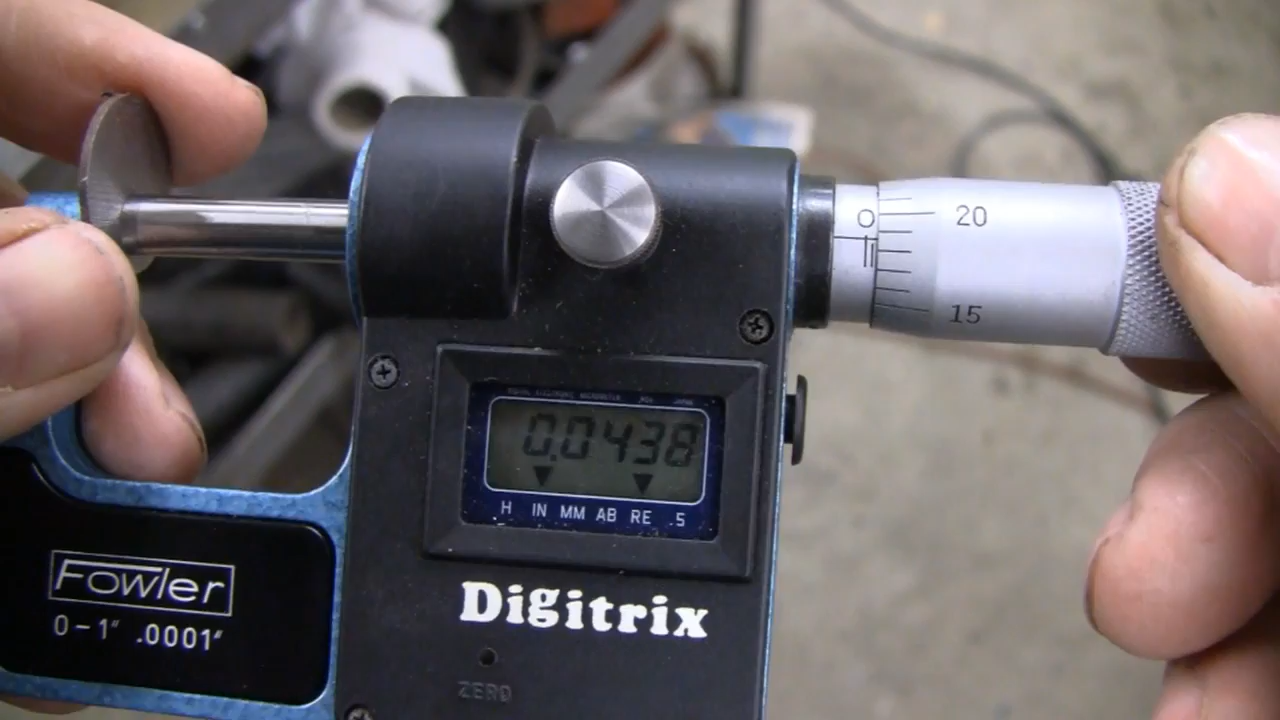 0
20
15
0.0438
H IN MM AB RE .5
Fowler
0-1" .0001"
Digitrix
ZERO